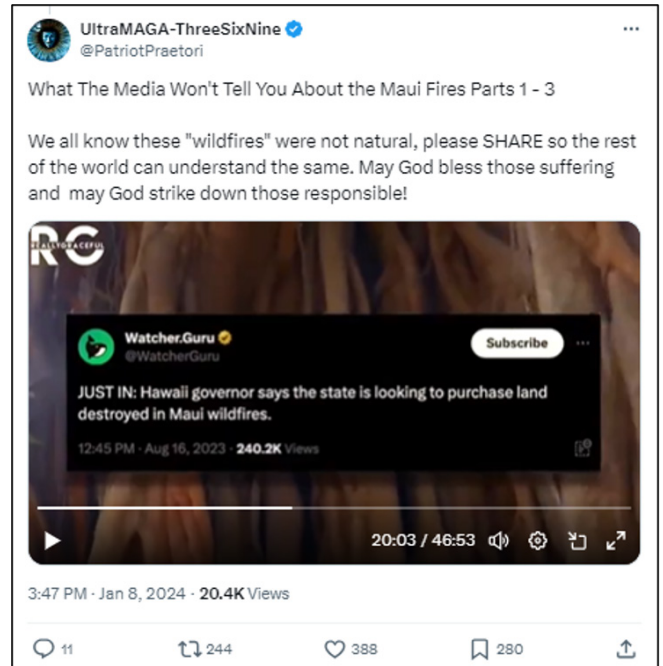 UltraMAGA-ThreeSixNine
@PatriotPraetori
What The Media Won't Tell You About the Maui Fires Parts 1 - 3
We all know these "wildfires" were not natural, please SHARE so the rest
of the world can understand the same. May God bless those suffering
and  may God strike down those responsible!
RG
REALLYGRACEFUL
Watcher.Guru
@WatcherGuru
Subscribe
JUST IN: Hawaii governor says the state is looking to purchase land
destroyed in Maui wildfires.
12:45 PM · Aug 16, 2023 · 240.2K Views
20:03 / 46:53
3:47 PM · Jan 8, 2024 · 20.4K Views
11 244 388 280